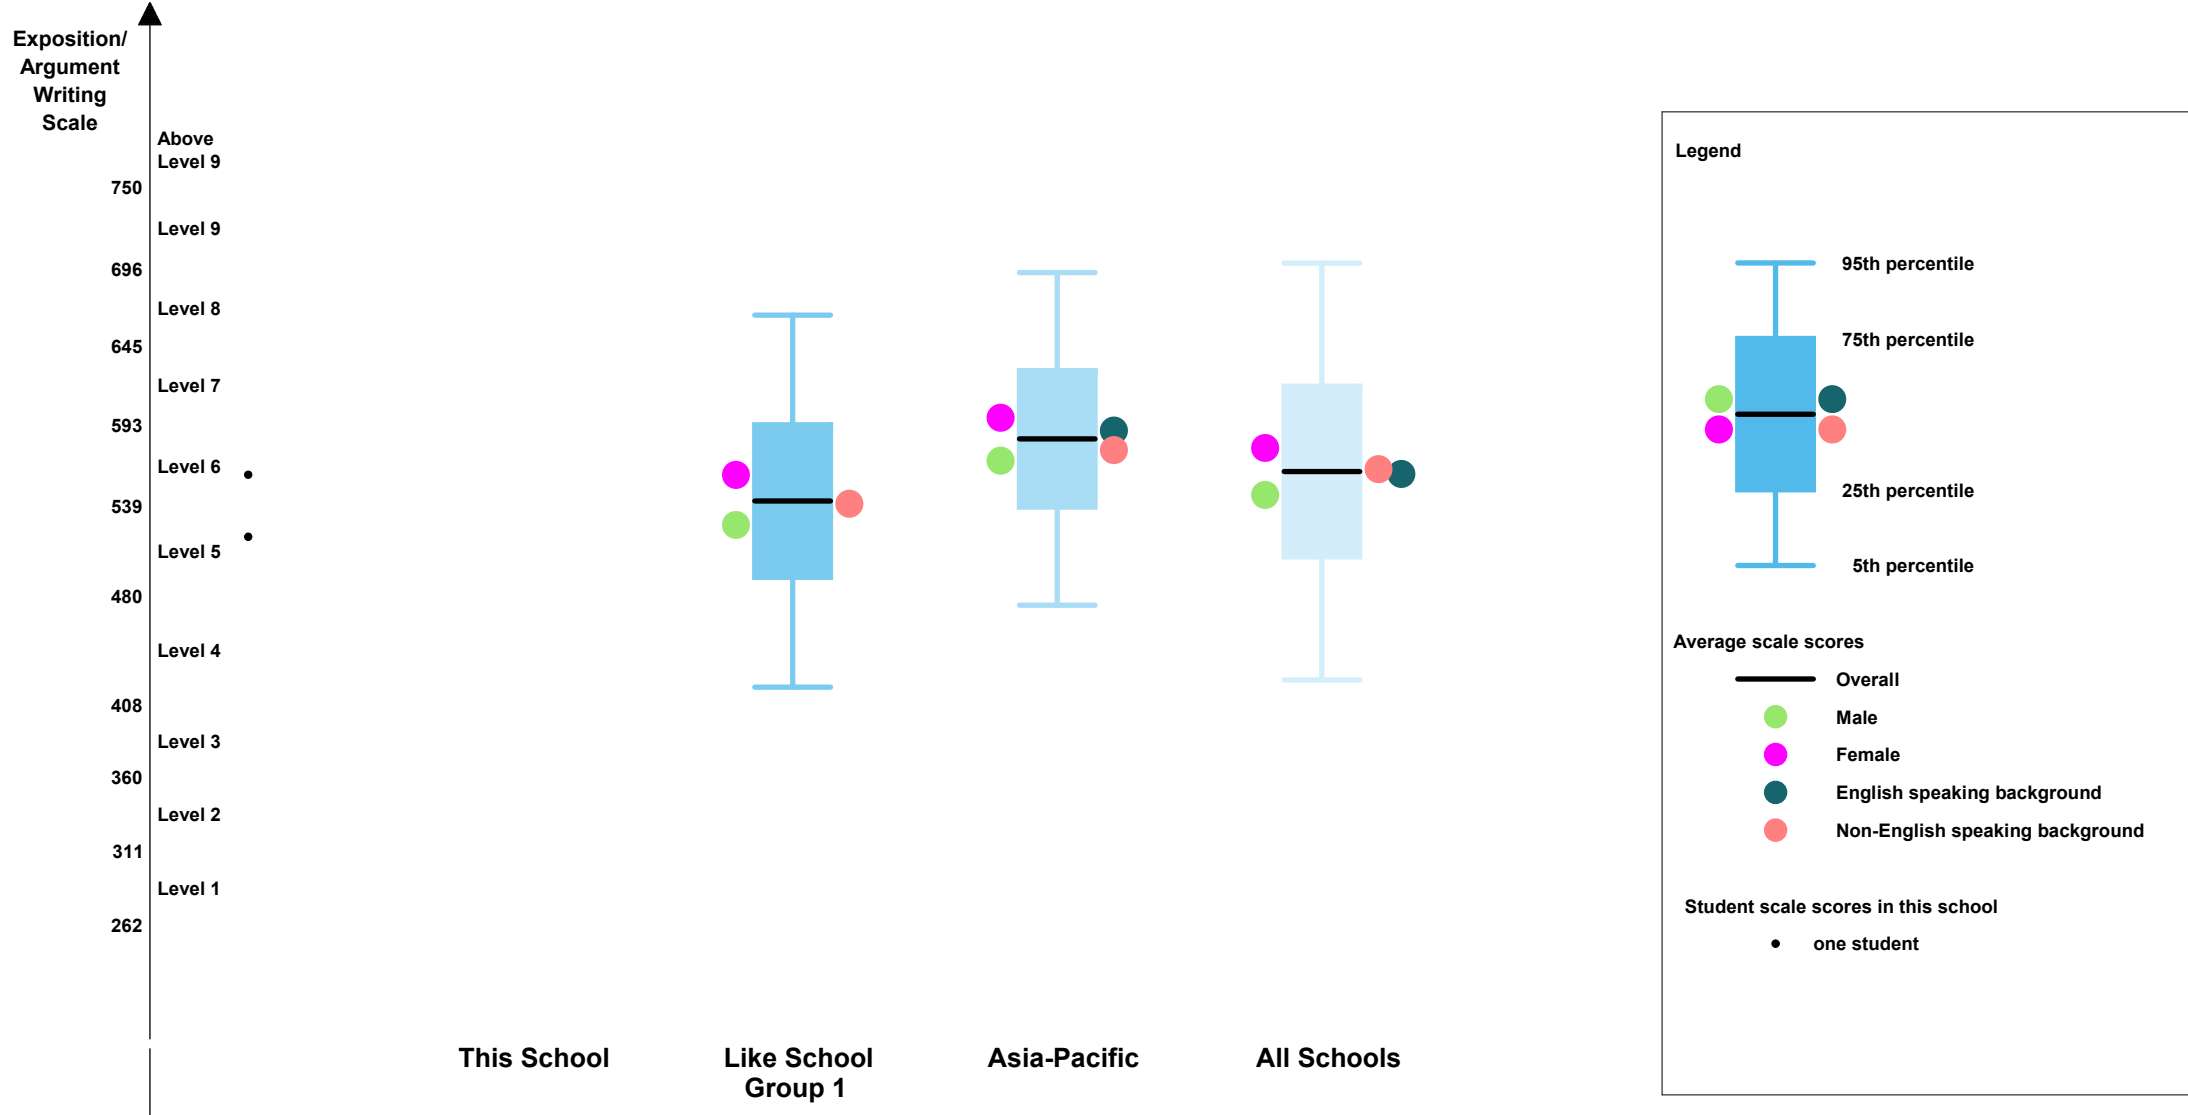 Exposition/
Argument
Writing
Scale
Above
Level 9
750
Level 9
696
Level 8
645
Level 7
593
Level 6
539
Level 5
480
Level 4
408
Level 3
360
Level 2
311
Level 1
262
This School
Like School
Group 1
Asia-Pacific
All Schools
Legend
95th percentile
75th percentile
25th percentile
5th percentile
Average scale scores
Overall
Male
Female
English speaking background
Non-English speaking background
Student scale scores in this school
one student